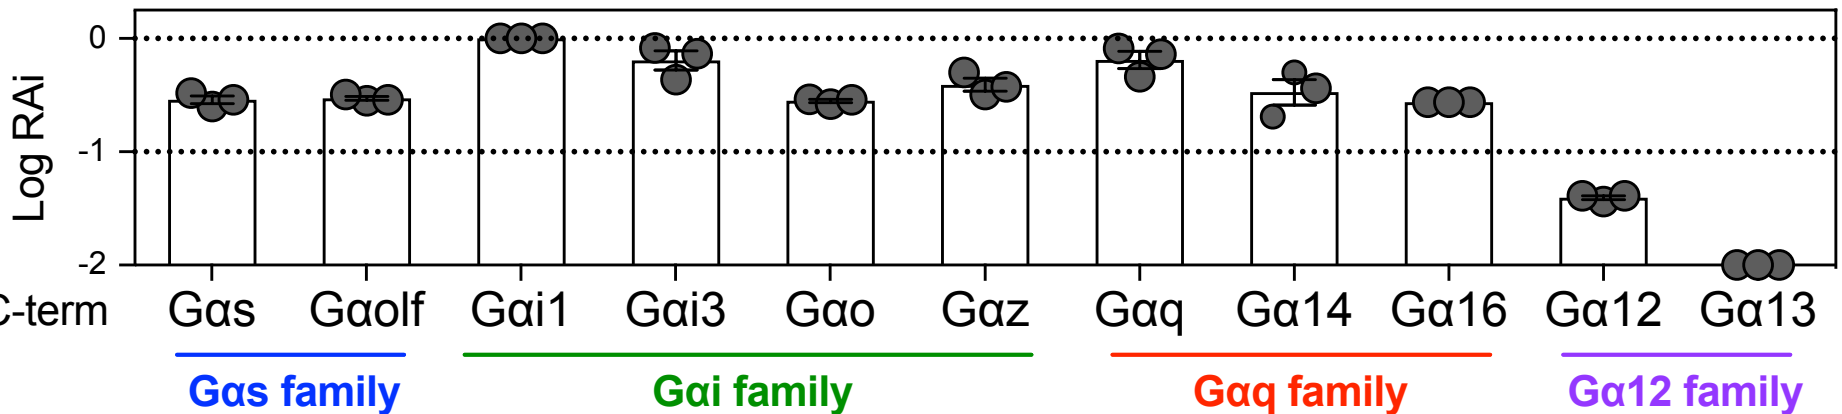 Log RAi
0
-1
-2
C-term Gαs Gαolf Gαi1 Gαi3 Gαo Gαz Gαq Gα14 Gα16 Gα12 Gα13
Gαs family Gαi family Gαq family Gα12 family